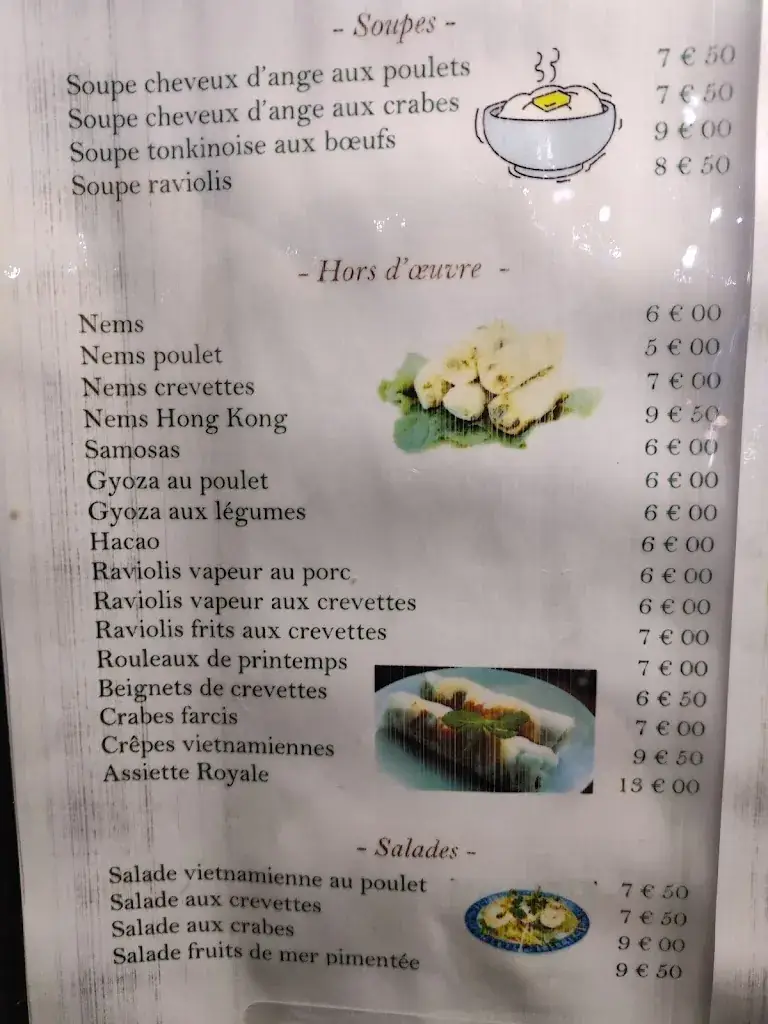 - Soupes -
Soupe cheveux d'ange aux poulets 7 € 50
Soupe cheveux d'ange aux crabes 7 € 50
Soupe tonkinoise aux bœufs 9 € 00
Soupe raviolis 8 € 50
- Hors d'œuvre -
Nems 6 € 00
Nems poulet 5 € 00
Nems crevettes 7 € 00
Nems Hong Kong 9 € 50
Samosas 6 € 00
Gyoza au poulet 6 € 00
Gyoza aux légumes 6 € 00
Hacao 6 € 00
Raviolis vapeur au porc 6 € 00
Raviolis vapeur aux crevettes 6 € 00
Raviolis frits aux crevettes 7 € 00
Rouleaux de printemps 7 € 00
Beignets de crevettes 6 € 50
Crabes farcis 7 € 00
Crêpes vietnamiennes 9 € 50
Assiette Royale 13 € 00
- Salades -
Salade vietnamienne au poulet 7 € 50
Salade aux crevettes 7 € 50
Salade aux crabes 9 € 00
Salade fruits de mer pimentée 9 € 50